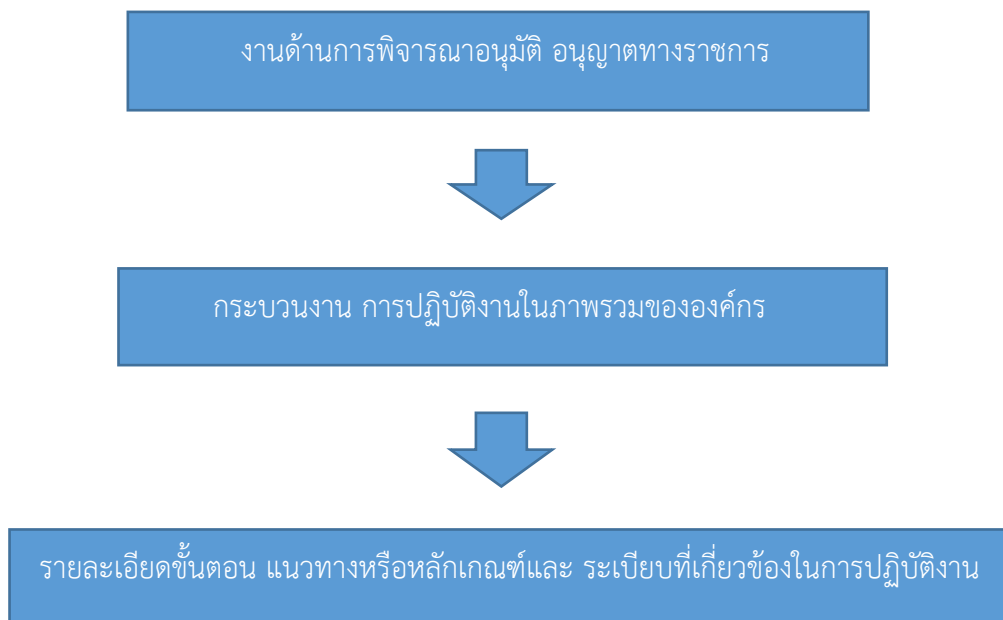 งานด้านการพิจารณาอนุมัติ อนุญาตทางราชการ
กระบวนงาน การปฏิบัติงานในภาพรวมขององค์กร
รายละเอียดขั้นตอน แนวทางหรือหลักเกณฑ์และ ระเบียบที่เกี่ยวข้องในการปฏิบัติงาน